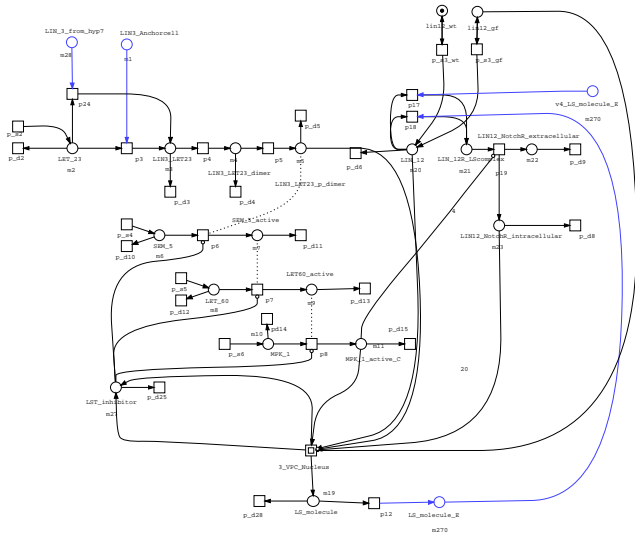 LIN_3_from_hyp7
LIN3_Anchorcell
lin12_wt
lin12_gf
m28
m1
p_s3_wt
p_s3_gf
p24
p17
v4_LS_molecule_E
m270
p18
p_s2
p_d5
LIN12_NotchR_extracellular
p_d2
LET_23
m2
p3
LIN3_LET23
m3
p4
m4
LIN3_LET23_dimer
p5
m5
p_d6
LIN_12
m20
LIN_12R_LScomplex
m21
p19
m22
p_d9
p_d3
p_d4
LIN3_LET23_p_dimer
4
SEM_5_active
p_s4
p_d10
SEM_5
m6
p6
m7
p_d11
LIN12_NotchR_intracellular
m23
p_d8
LET60_active
p_s5
p_d12
LET_60
m8
p7
m9
p_d13
pd14
m10
p_d15
p_s6
MPK_1
p8
m11
MPK_1_active_C
20
LST_inhibitor
m27
p_d25
3_VPC_Nucleus
m19
p_d28
LS_molecule
p12
LS_molecule_E
m270